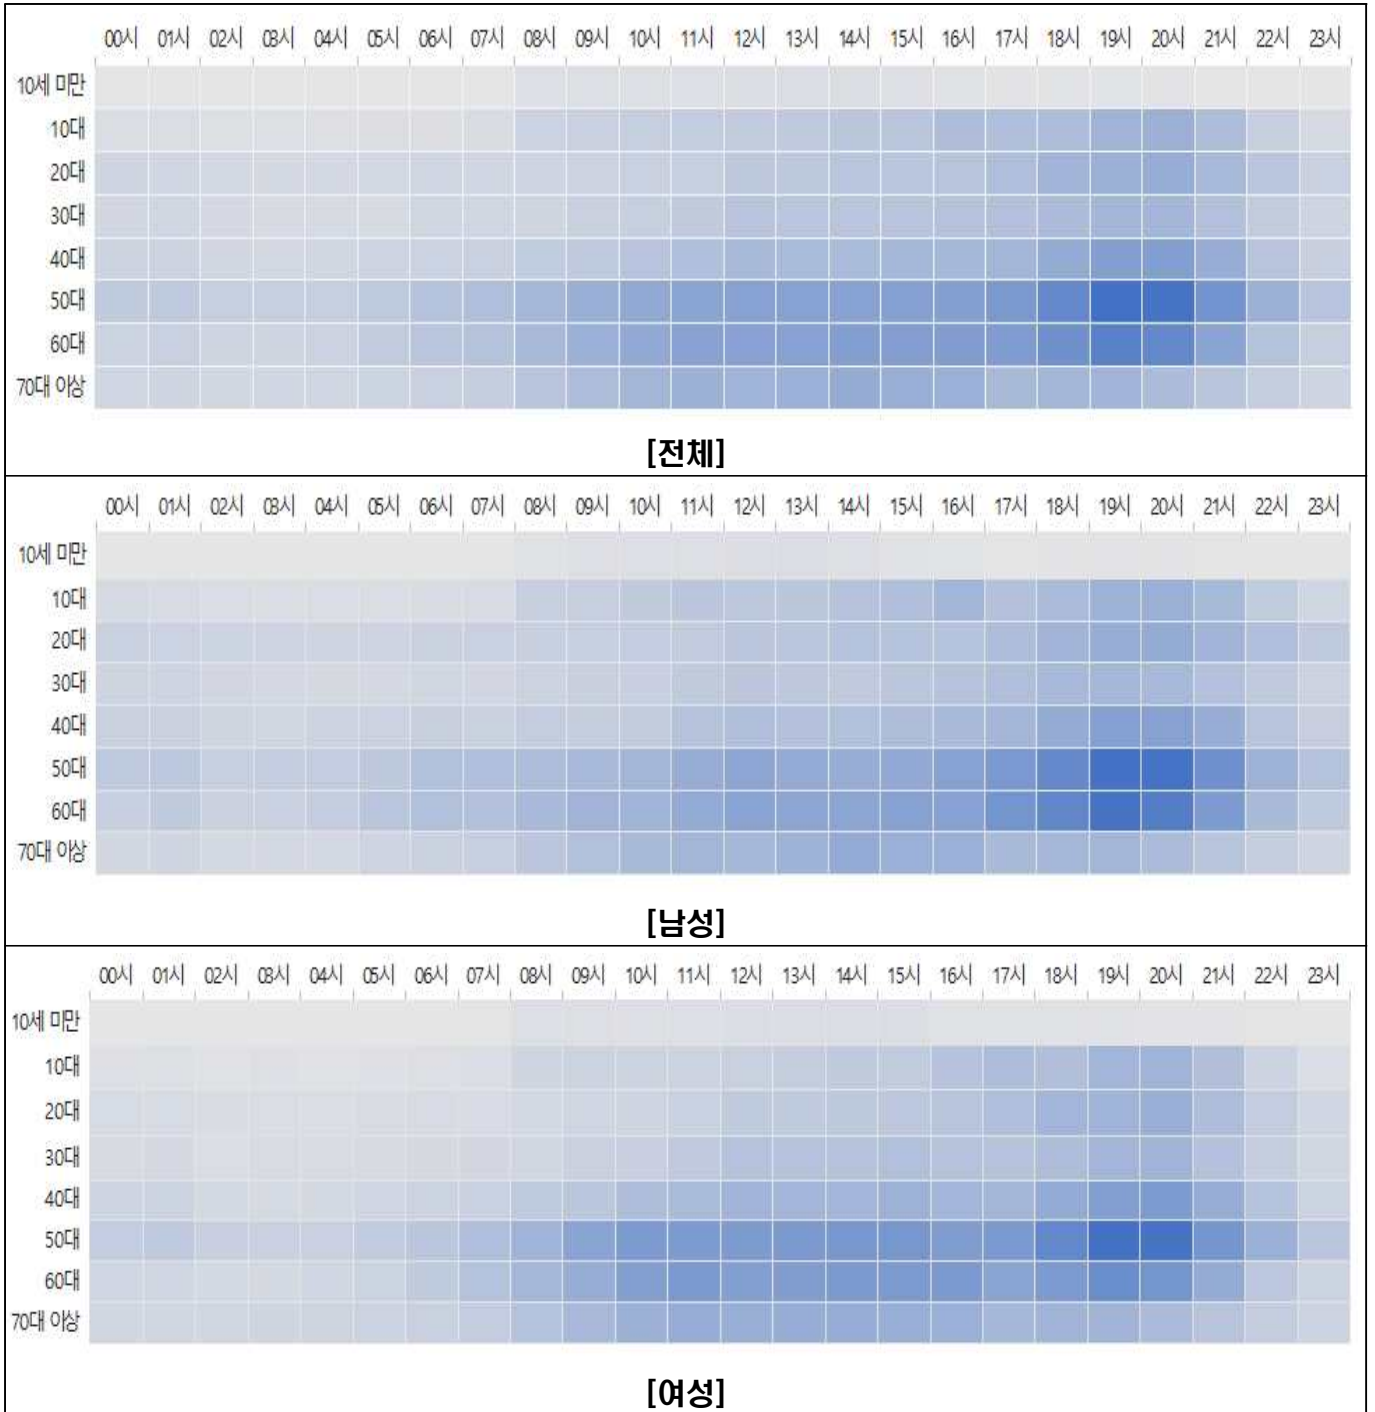 00시 01시 02시 03시 04시 05시 06시 07시 08시 09시 10시 11시 12시 13시 14시 15시 16시 17시 18시 19시 20시 21시 22시 23시
10세 미만
10대
20대
30대
40대
50대
60대
70대 이상
[전체]
00시 01시 02시 03시 04시 05시 06시 07시 08시 09시 10시 11시 12시 13시 14시 15시 16시 17시 18시 19시 20시 21시 22시 23시
10세 미만
10대
20대
30대
40대
50대
60대
70대 이상
[남성]
00시 01시 02시 03시 04시 05시 06시 07시 08시 09시 10시 11시 12시 13시 14시 15시 16시 17시 18시 19시 20시 21시 22시 23시
10세 미만
10대
20대
30대
40대
50대
60대
70대 이상
[여성]